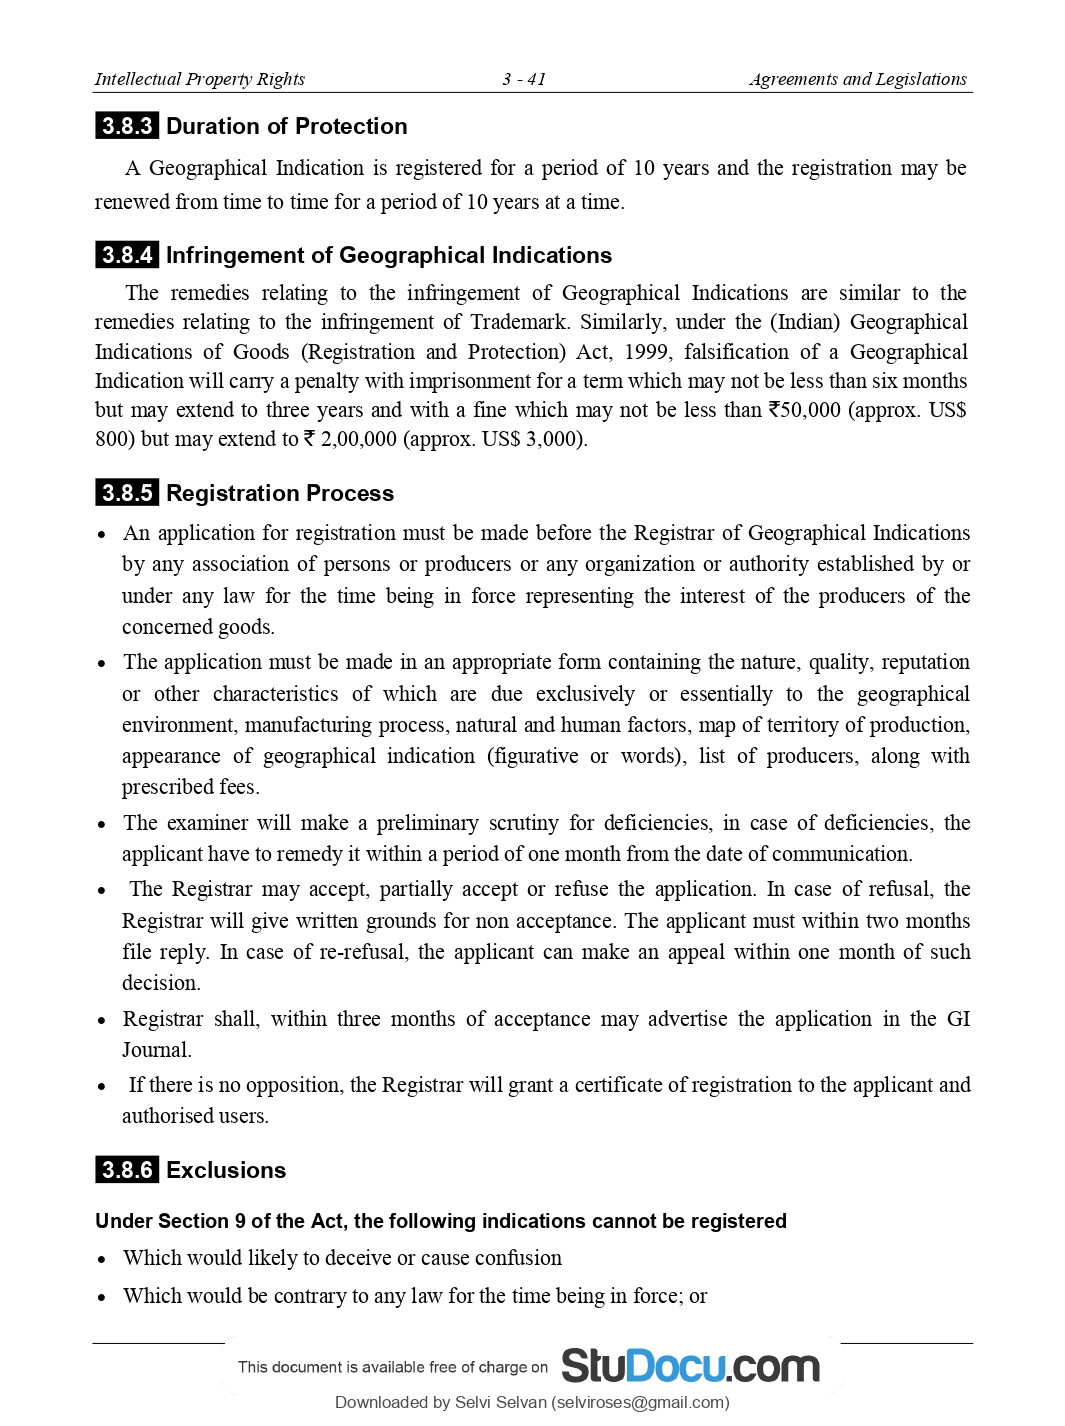 Intellectual Property Rights 3 - 41 Agreements and Legislations
3.8.3 Duration of Protection
A Geographical Indication is registered for a period of 10 years and the registration may be
renewed from time to time for a period of 10 years at a time.
3.8.4 Infringement of Geographical Indications
The remedies relating to the infringement of Geographical Indications are similar to the
remedies relating to the infringement of Trademark. Similarly, under the (Indian) Geographical
Indications of Goods (Registration and Protection) Act, 1999, falsification of a Geographical
Indication will carry a penalty with imprisonment for a term which may not be less than six months
but may extend to three years and with a fine which may not be less than ₹50,000 (approx. US$
800) but may extend to ₹ 2,00,000 (approx. US$ 3,000).
3.8.5 Registration Process
• An application for registration must be made before the Registrar of Geographical Indications
by any association of persons or producers or any organization or authority established by or
under any law for the time being in force representing the interest of the producers of the
concerned goods.
• The application must be made in an appropriate form containing the nature, quality, reputation
or other characteristics of which are due exclusively or essentially to the geographical
environment, manufacturing process, natural and human factors, map of territory of production,
appearance of geographical indication (figurative or words), list of producers, along with
prescribed fees.
• The examiner will make a preliminary scrutiny for deficiencies, in case of deficiencies, the
applicant have to remedy it within a period of one month from the date of communication.
• The Registrar may accept, partially accept or refuse the application. In case of refusal, the
Registrar will give written grounds for non acceptance. The applicant must within two months
file reply. In case of re-refusal, the applicant can make an appeal within one month of such
decision.
• Registrar shall, within three months of acceptance may advertise the application in the GI
Journal.
• If there is no opposition, the Registrar will grant a certificate of registration to the applicant and
authorised users.
3.8.6 Exclusions
Under Section 9 of the Act, the following indications cannot be registered
• Which would likely to deceive or cause confusion
• Which would be contrary to any law for the time being in force; or
This document is available free of charge on StuDocu.com
Downloaded by Selvi Selvan (selviroses@gmail.com)